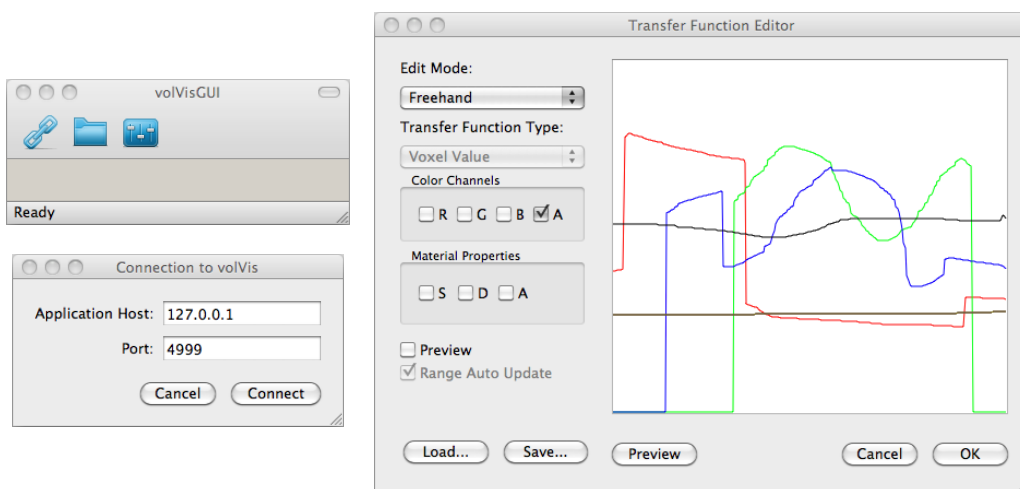 volVisGUI
Ready
Connection to volVis
Application Host: 127.0.0.1
Port: 4999
Cancel Connect
Transfer Function Editor
Edit Mode:
Freehand
Transfer Function Type:
Voxel Value
Color Channels
R G B A
Material Properties
S D A
Preview
Range Auto Update
Load... Save... Preview Cancel OK